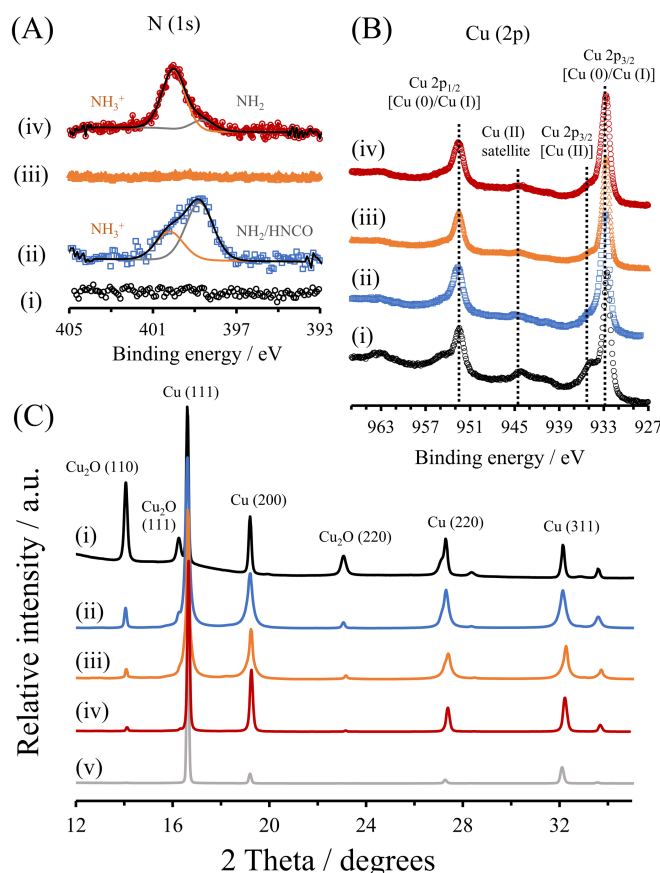 (A)
N (1s)
NH₃⁺
NH₂
(iv)
(iii)
NH₃⁺
NH₂/HNCO
(ii)
(i)
405 401 397 393
Binding energy / eV
(B)
Cu (2p)
Cu 2p₃/₂
[Cu (0)/Cu (I)]
Cu 2p₁/₂
[Cu (0)/Cu (I)]
Cu (II)
satellite
Cu 2p₃/₂
[Cu (II)]
(iv)
(iii)
(ii)
(i)
963 957 951 945 939 933 927
Binding energy / eV
(C)
Cu (111)
Cu₂O (110)
Cu₂O
(111)
Cu (200)
Cu₂O (220)
Cu (220)
Cu (311)
(i)
(ii)
(iii)
(iv)
(v)
Relative intensity / a.u.
12 16 20 24 28 32
2 Theta / degrees